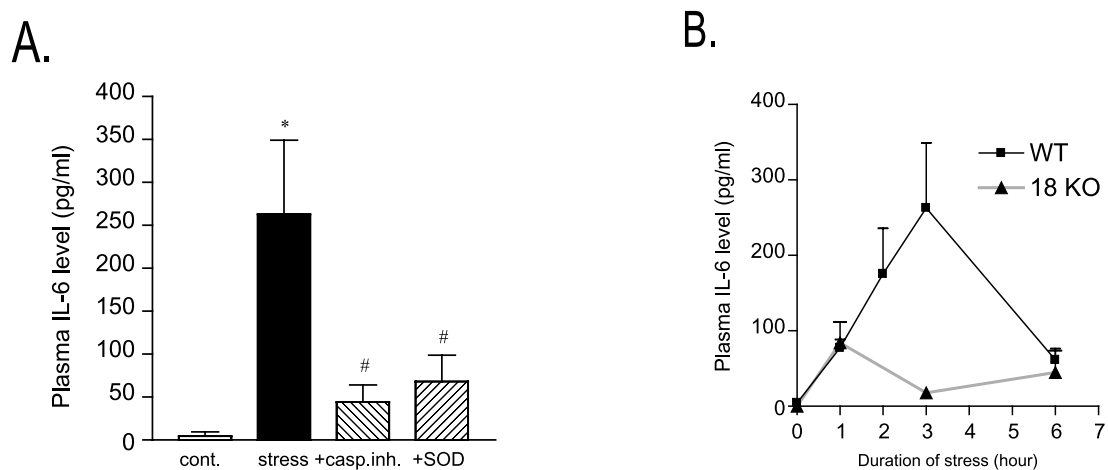 A.
Plasma IL-6 level (pg/ml)
400
350
300
250
200
150
100
50
0
*
#
#
cont.
stress
+casp.inh.
+SOD
B.
Plasma IL-6 level (pg/ml)
400
300
200
100
0
WT
18 KO
0 1 2 3 4 5 6 7
Duration of stress (hour)